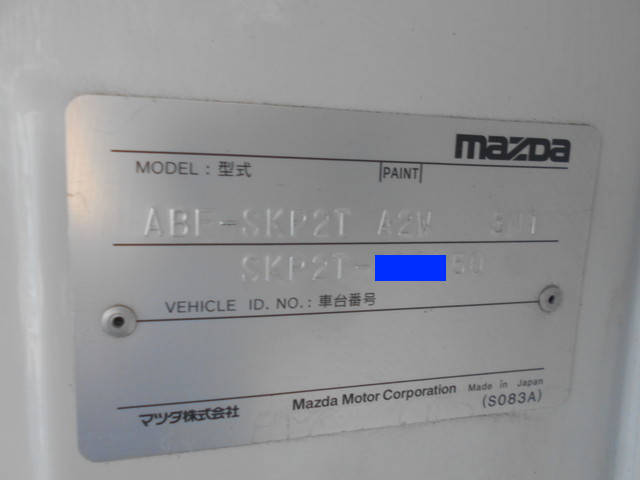 mazda
MODEL : 型式 PAINT
ABF-SKP2T A2W
SKP2T- 50
VEHICLE ID. NO. : 車台番号
マツダ株式会社 Mazda Motor Corporation Made in Japan
(S083A)